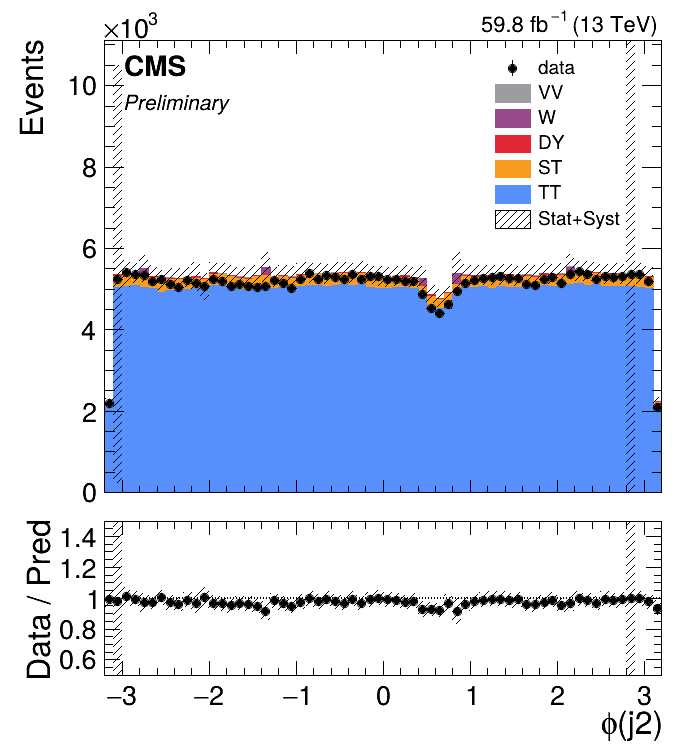 ×10³
59.8 fb⁻¹ (13 TeV)
Events
CMS
Preliminary
data
VV
W
DY
ST
TT
Stat+Syst
10
8
6
4
2
0
Data / Pred
1.4
1.2
1
0.8
0.6
−3 −2 −1 0 1 2 3
ϕ(j2)